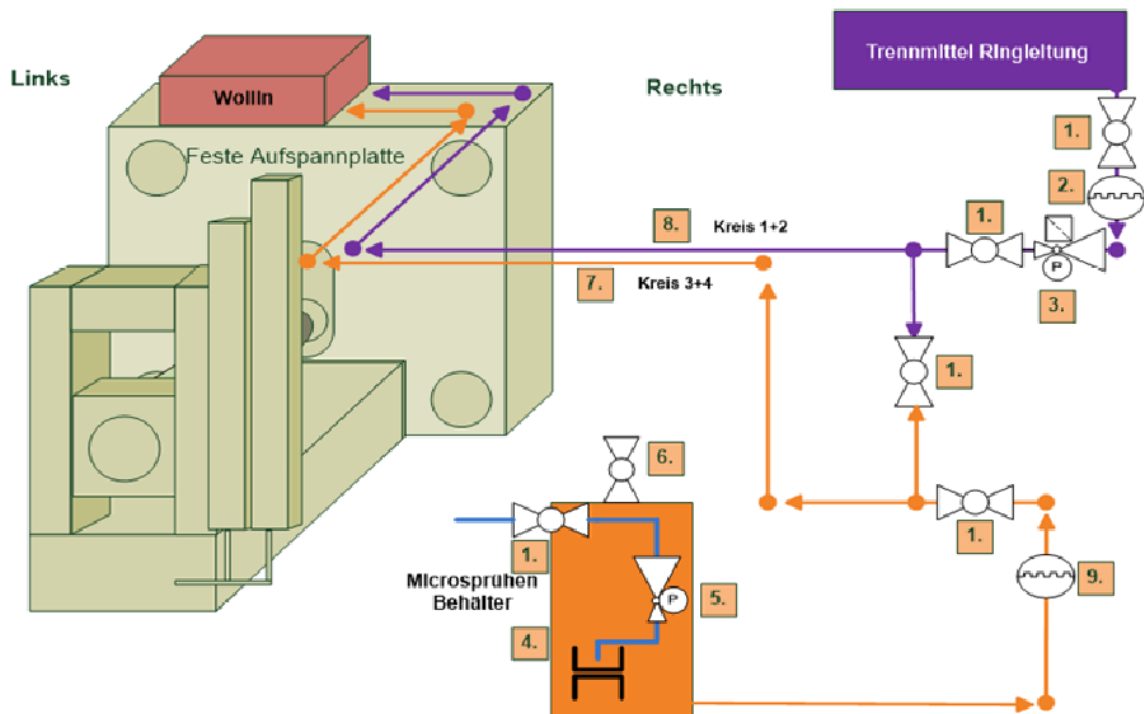 Links
Wollin
Rechts
Trennmittel Ringleitung
Feste Aufspannplatte
1.
2.
1.
P
3.
8.
Kreis 1+2
7.
Kreis 3+4
1.
6.
1.
1.
Microsprühen
Behälter
4.
P
5.
9.